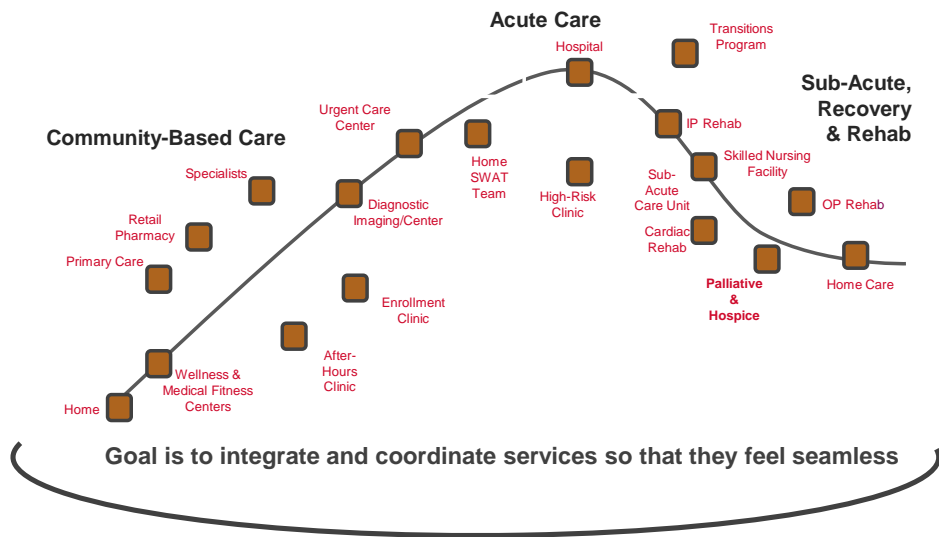 Acute Care
Hospital
Transitions
Program
Sub-Acute,
Recovery
& Rehab
Urgent Care
Center
IP Rehab
Community-Based Care
Home
SWAT
Team
Skilled Nursing
Facility
Specialists
High-Risk
Clinic
Sub-
Acute
Care Unit
Diagnostic
Imaging/Center
OP Rehab
Retail
Pharmacy
Cardiac
Rehab
Primary Care
Palliative
&
Hospice
Home Care
Enrollment
Clinic
After-
Hours
Clinic
Wellness &
Medical Fitness
Centers
Home
Goal is to integrate and coordinate services so that they feel seamless